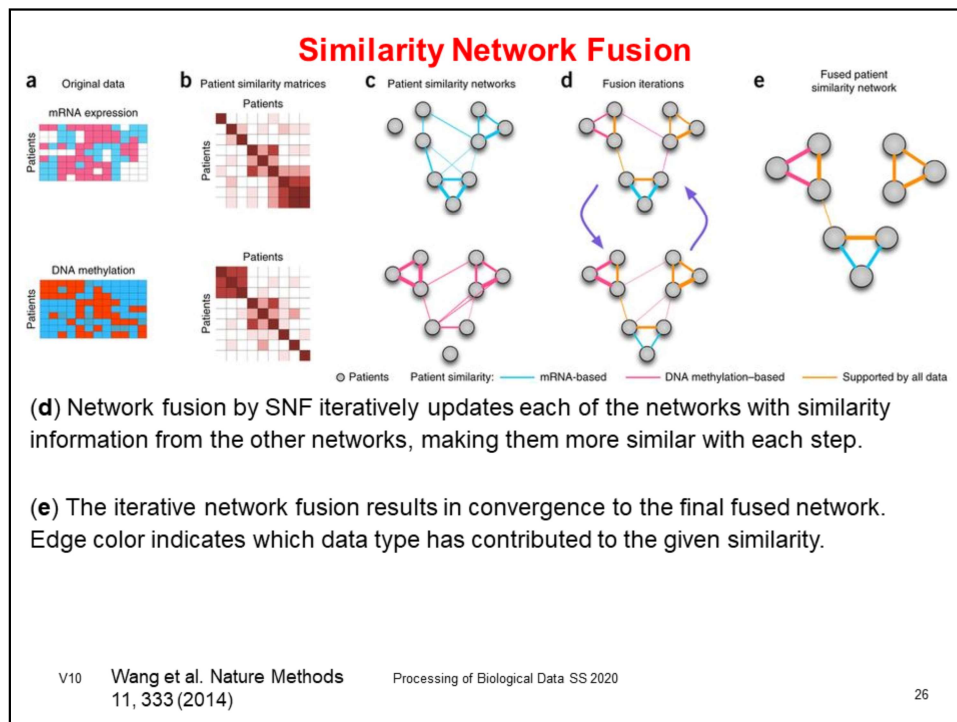 Similarity Network Fusion
a Original data
mRNA expression
Patients
DNA methylation
Patients
b Patient similarity matrices
Patients
Patients
Patients
Patients
c Patient similarity networks
d Fusion iterations
e Fused patient
similarity network
Patients Patient similarity: mRNA-based DNA methylation–based Supported by all data
(d) Network fusion by SNF iteratively updates each of the networks with similarity
information from the other networks, making them more similar with each step.
(e) The iterative network fusion results in convergence to the final fused network.
Edge color indicates which data type has contributed to the given similarity.
V10 Wang et al. Nature Methods
11, 333 (2014)
Processing of Biological Data SS 2020
26